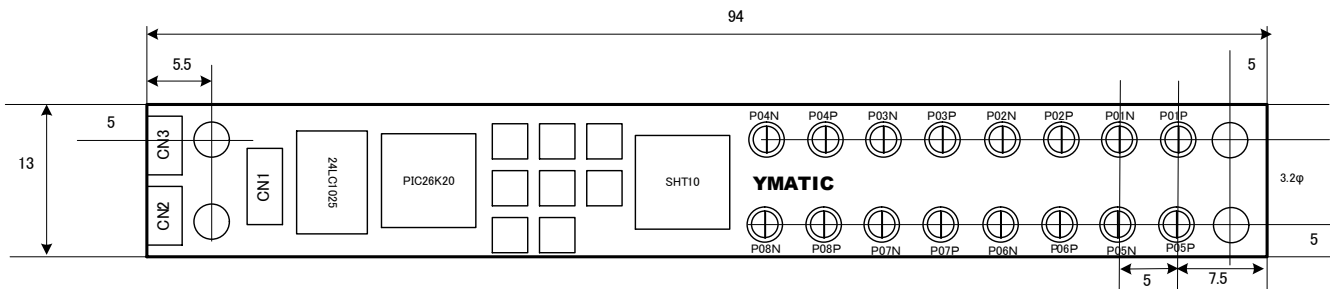 94
5.5
5
5
13
CN3
CN2
CN1
24LC1025
PIC26K20
SHT10
P04N P04P P03N P03P P02N P02P P01N P01P
YMATIC
3.2φ
P08N P08P P07N P07P P06N P06P P05N P05P
5
5
7.5